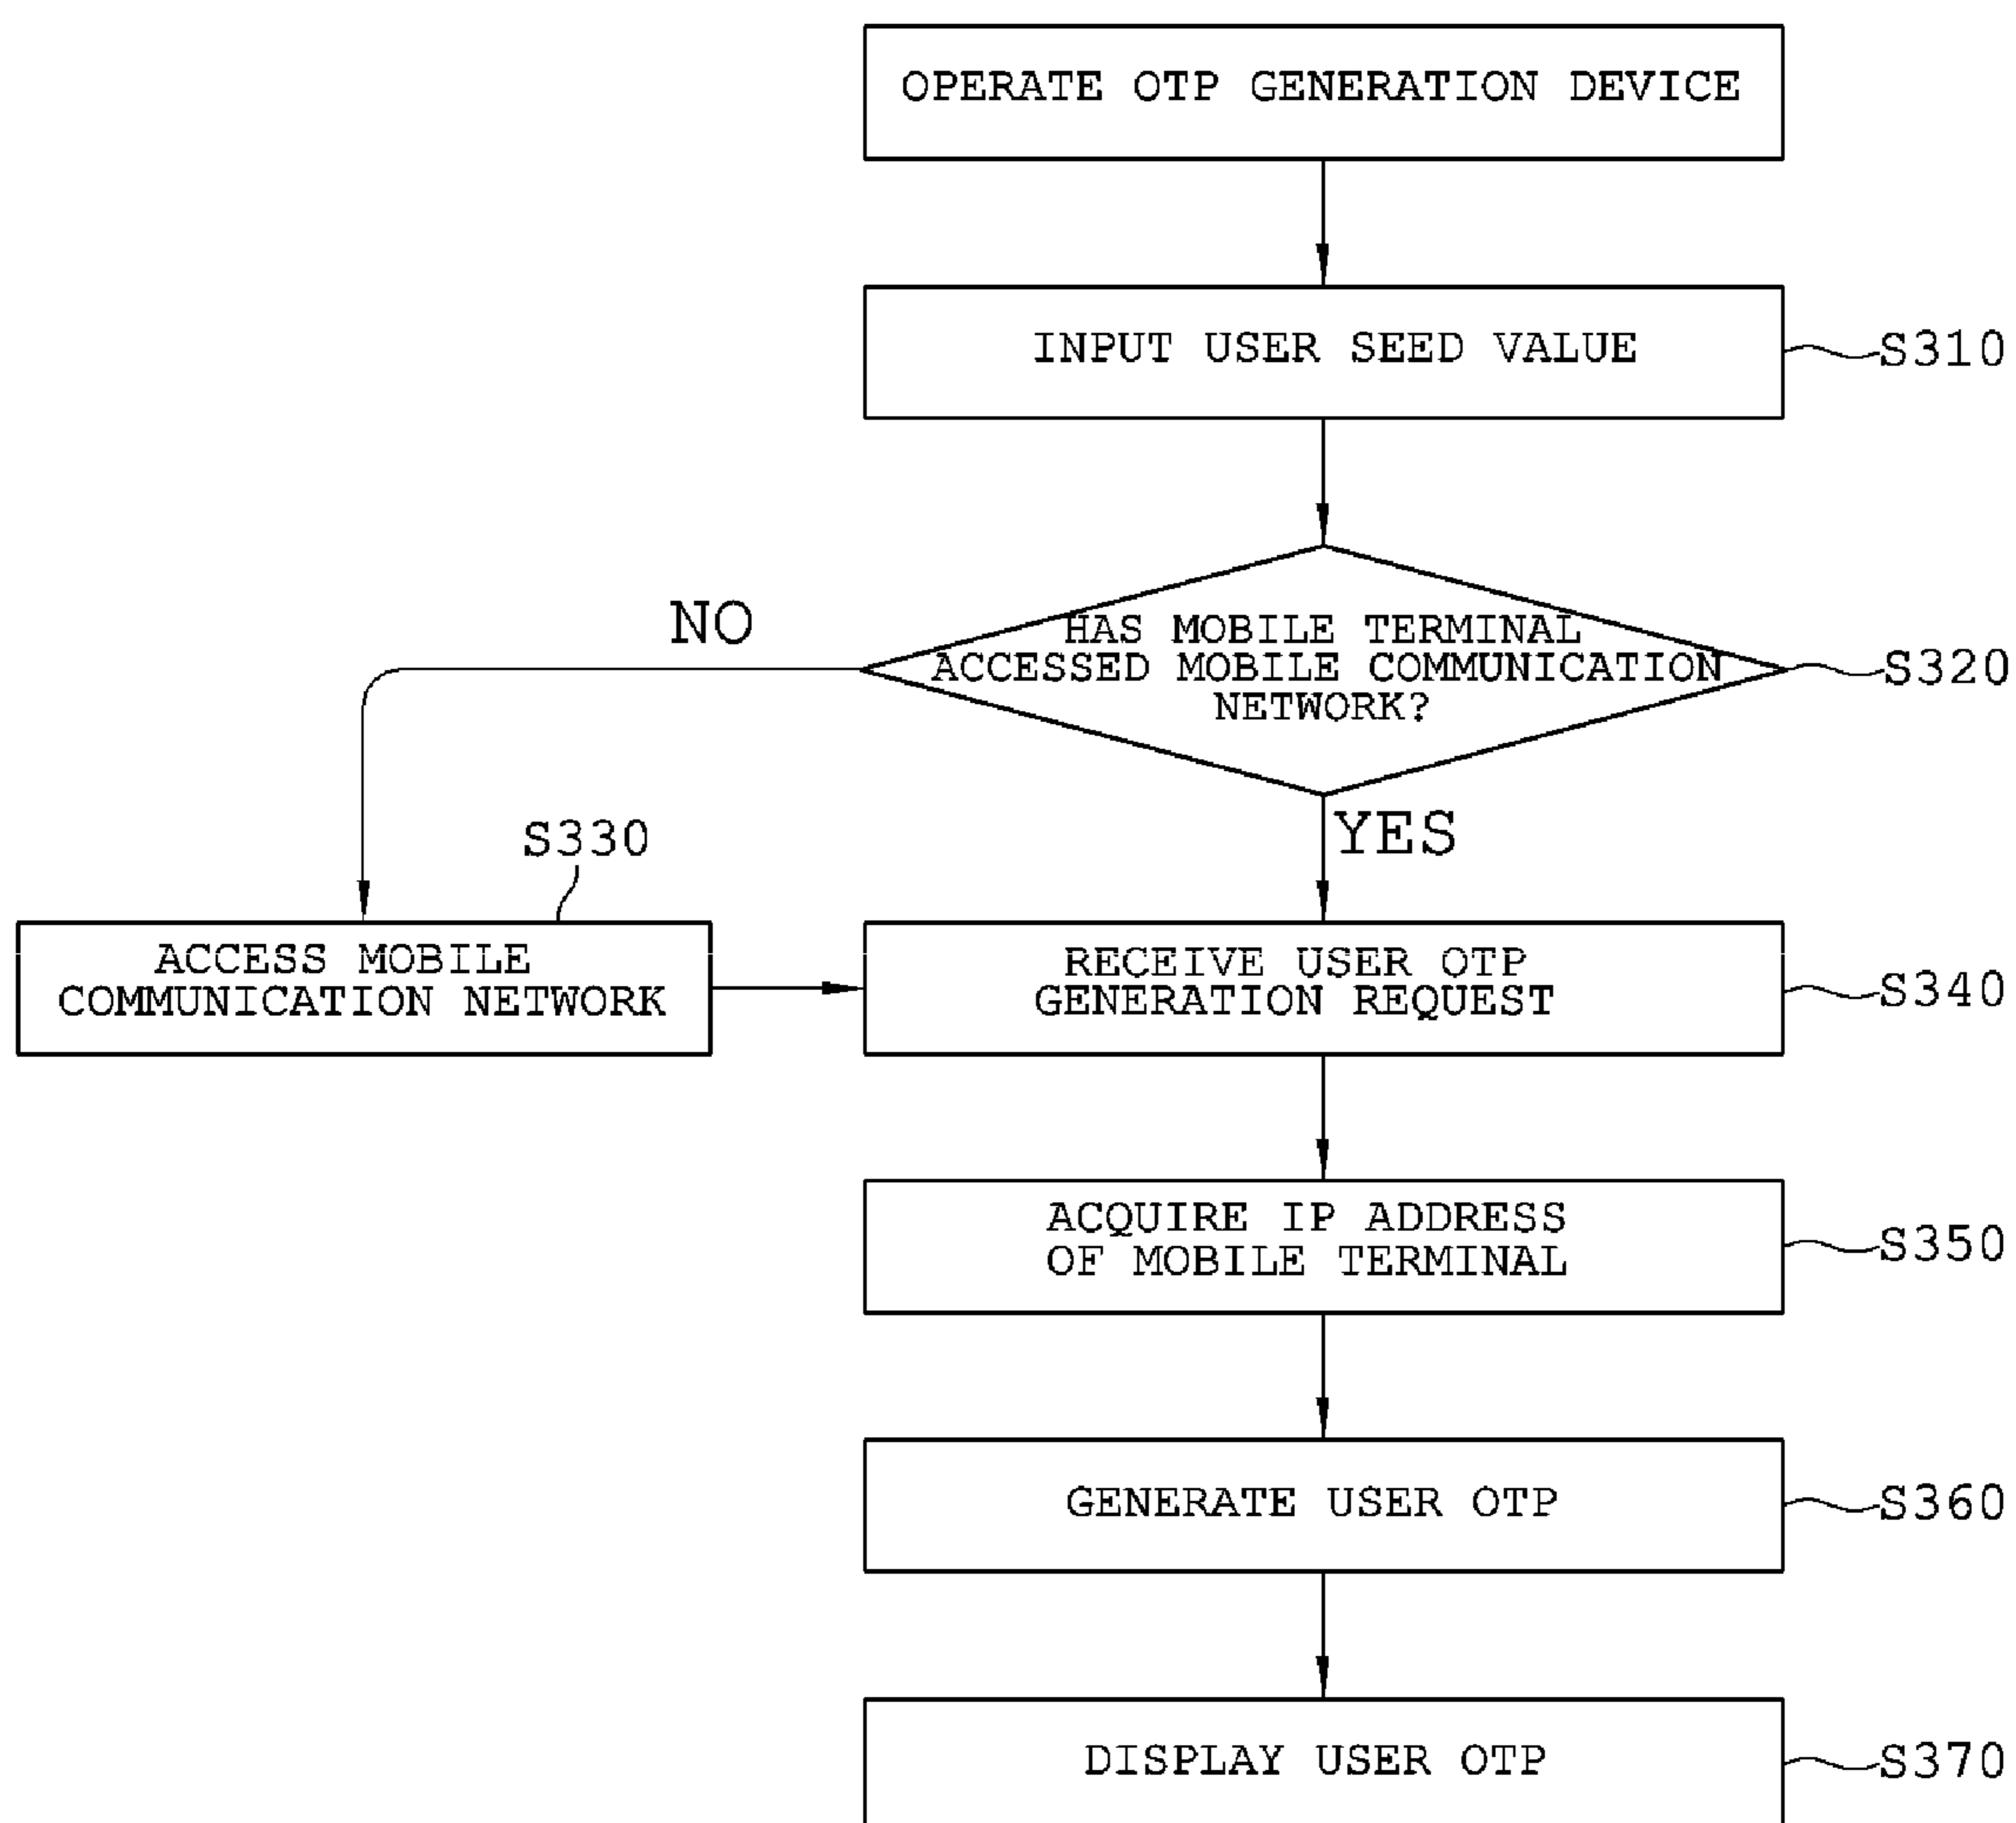 OPERATE OTP GENERATION DEVICE
INPUT USER SEED VALUE
S310
NO
HAS MOBILE TERMINAL
ACCESSED MOBILE COMMUNICATION
NETWORK?
S320
YES
S330
ACCESS MOBILE
COMMUNICATION NETWORK
RECEIVE USER OTP
GENERATION REQUEST
S340
ACQUIRE IP ADDRESS
OF MOBILE TERMINAL
S350
GENERATE USER OTP
S360
DISPLAY USER OTP
S370